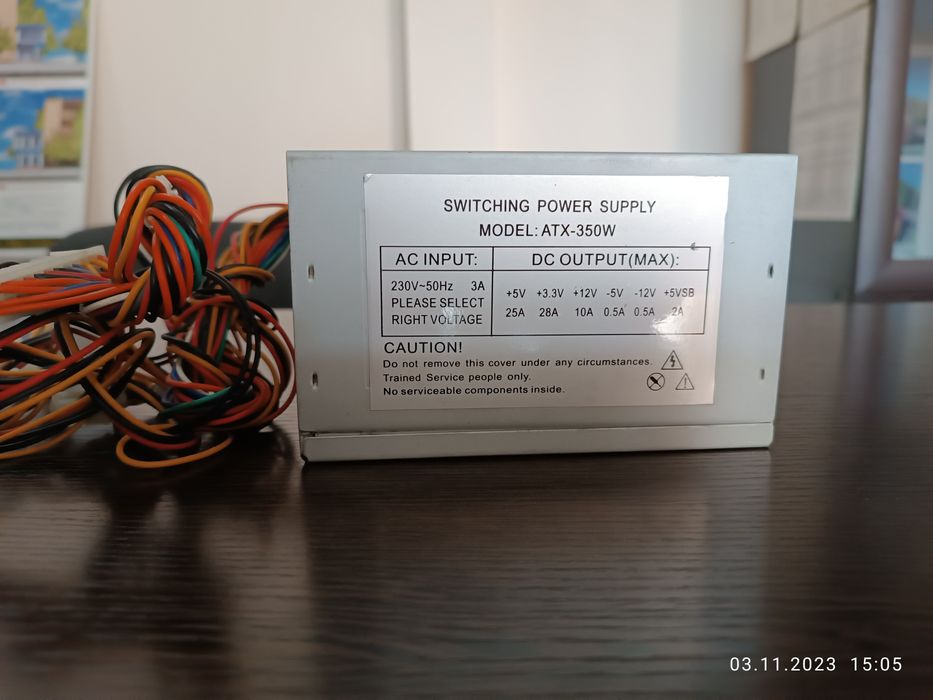 SWITCHING POWER SUPPLY
MODEL: ATX-350W
AC INPUT: DC OUTPUT(MAX):
230V~50Hz 3A
PLEASE SELECT
RIGHT VOLTAGE
+5V +3.3V +12V -5V -12V +5VSB
25A 28A 10A 0.5A 0.5A 2A
CAUTION!
Do not remove this cover under any circumstances.
Trained Service people only.
No serviceable components inside.
03.11.2023 15:05